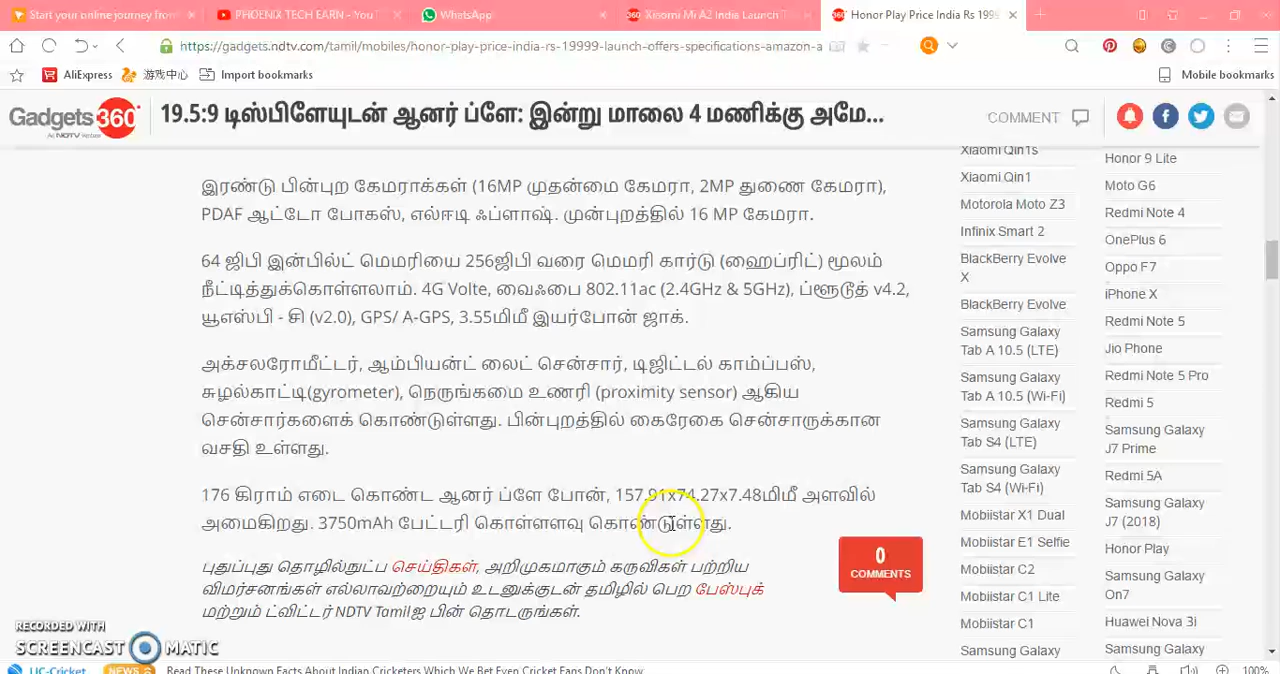 Start your online journey from
PHOENIX TECH EARN - You T
WhatsApp
Xiaomi Mi A2 India Launch T
Honor Play Price India Rs 1999
https://gadgets.ndtv.com/tamil/mobiles/honor-play-price-india-rs-19999-launch-offers-specifications-amazon-a
AliExpress
游戏中心
Import bookmarks
Mobile bookmarks
Gadgets 360
An NDTV Venture
19.5:9 டிஸ்பிளேயுடன் ஆனர் ப்ளே: இன்று மாலை 4 மணிக்கு அமே...
COMMENT
இரண்டு பின்புற கேமராக்கள் (16MP முதன்மை கேமரா, 2MP துணை கேமரா),
PDAF ஆட்டோ போகஸ், எல்ஈடி ஃப்ளாஷ். முன்புறத்தில் 16 MP கேமரா.
64 ஜிபி இன்பில்ட் மெமரியை 256ஜிபி வரை மெமரி கார்டு (ஹைப்ரிட்) மூலம்
நீட்டித்துக்கொள்ளலாம். 4G Volte, வைஃபை 802.11ac (2.4GHz & 5GHz), ப்ளூடூத் v4.2,
யூஎஸ்பி - சி (v2.0), GPS/ A-GPS, 3.55மிமீ இயர்போன் ஜாக்.
அக்சலரோமீட்டர், ஆம்பியன்ட் லைட் சென்சார், டிஜிட்டல் காம்ப்பஸ்,
சுழல்காட்டி(gyrometer), நெருங்கமை உணரி (proximity sensor) ஆகிய
சென்சார்களைக் கொண்டுள்ளது. பின்புறத்தில் கைரேகை சென்சாருக்கான
வசதி உள்ளது.
176 கிராம் எடை கொண்ட ஆனர் ப்ளே போன், 157.91x74.27x7.48மிமீ அளவில்
அமைகிறது. 3750mAh பேட்டரி கொள்ளளவு கொண்டுள்ளது.
புதுப்புது தொழில்நுட்ப செய்திகள், அறிமுகமாகும் கருவிகள் பற்றிய
விமர்சனங்கள் எல்லாவற்றையும் உடனுக்குடன் தமிழில் பெற பேஸ்புக்
மற்றும் ட்விட்டர் NDTV Tamilஐ பின் தொடருங்கள்.
0
COMMENTS
Xiaomi Qin1s
Xiaomi Qin1
Motorola Moto Z3
Infinix Smart 2
BlackBerry Evolve
X
BlackBerry Evolve
Samsung Galaxy
Tab A 10.5 (LTE)
Samsung Galaxy
Tab A 10.5 (Wi-Fi)
Samsung Galaxy
Tab S4 (LTE)
Samsung Galaxy
Tab S4 (Wi-Fi)
Mobiistar X1 Dual
Mobiistar E1 Selfie
Mobiistar C2
Mobiistar C1 Lite
Mobiistar C1
Samsung Galaxy
Honor 9 Lite
Moto G6
Redmi Note 4
OnePlus 6
Oppo F7
iPhone X
Redmi Note 5
Jio Phone
Redmi Note 5 Pro
Redmi 5
Samsung Galaxy
J7 Prime
Redmi 5A
Samsung Galaxy
J7 (2018)
Honor Play
Samsung Galaxy
On7
Huawei Nova 3i
Samsung Galaxy
RECORDED WITH
SCREENCAST MATIC
UC-Cricket
NEWS
Read These Unknown Facts About Indian Cricketers Which We Bet Even Cricket Fans Don't Know.
100%